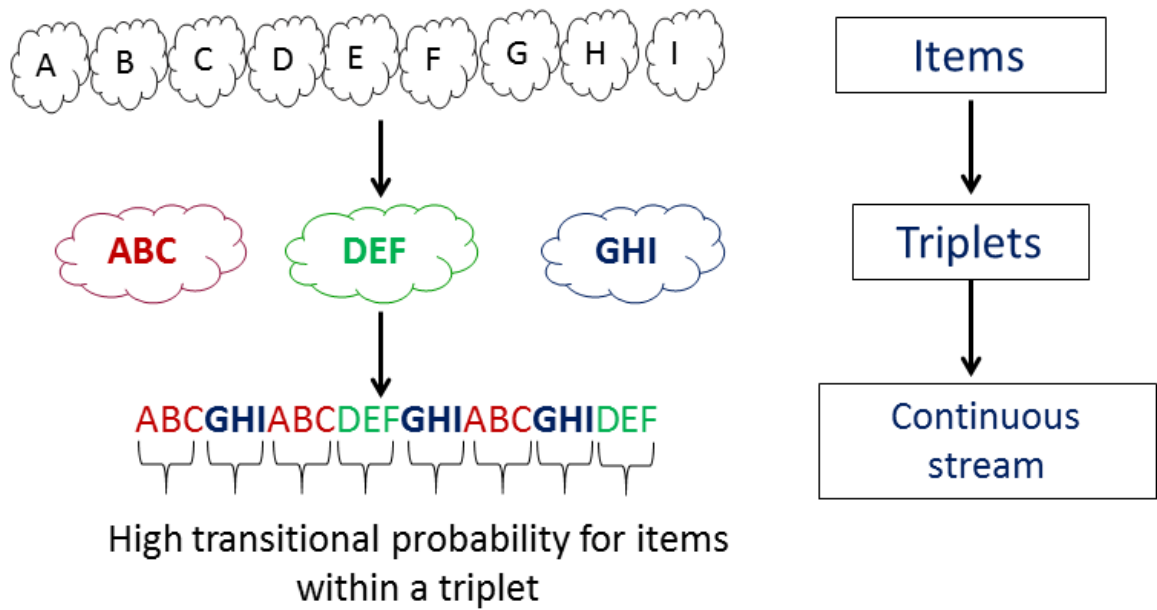 A B C D E F G H I
Items
ABC DEF GHI
Triplets
ABCGHIABCDEFGHIABCGHIDEF
Continuous
stream
High transitional probability for items
within a triplet